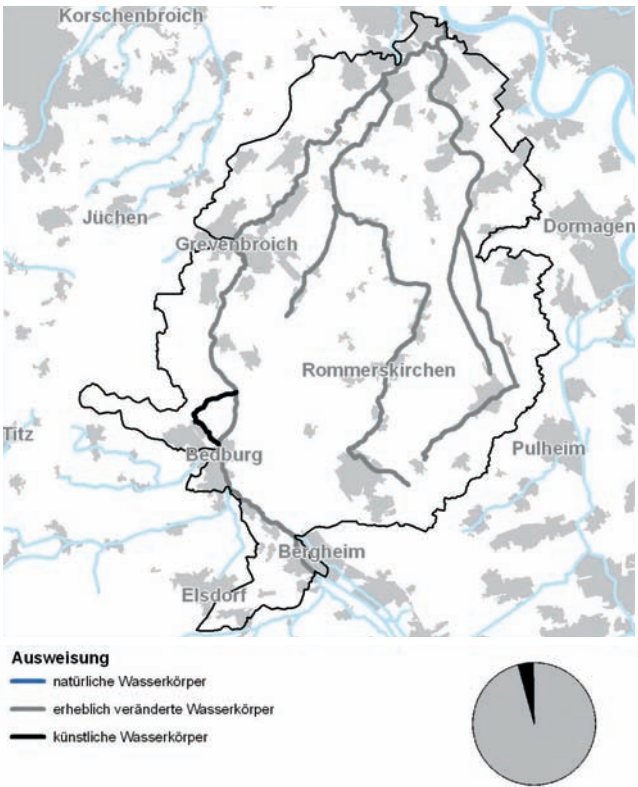 Korschenbroich
Jüchen
Dormagen
Grevenbroich
Rommerskirchen
Titz
Bedburg
Pulheim
Bergheim
Elsdorf
Ausweisung
natürliche Wasserkörper
erheblich veränderte Wasserkörper
künstliche Wasserkörper